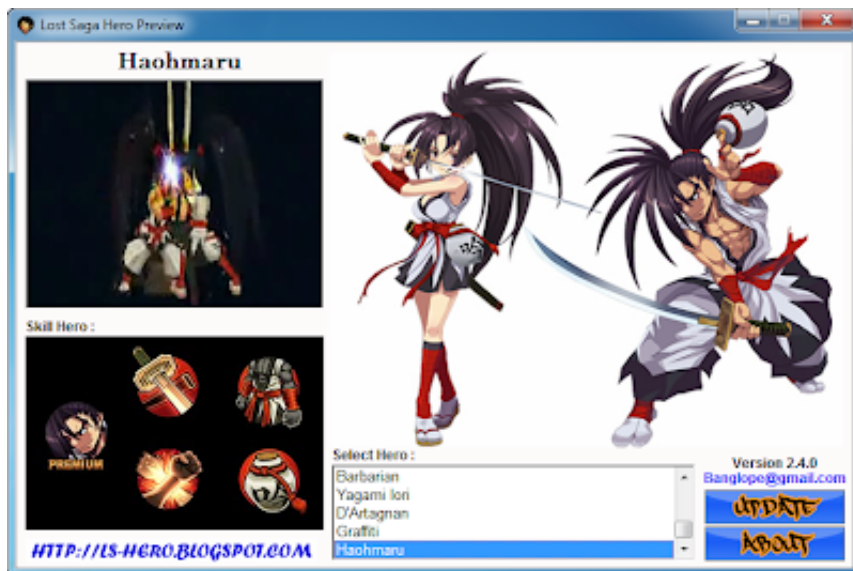 Lost Saga Hero Preview
Haohmaru
Skill Hero :
PREMIUM
HTTP://LS-HERO.BLOGSPOT.COM
Select Hero :
Barbarian
Yagami Iori
D'Artagnan
Graffiti
Haohmaru
Version 2.4.0
Banglope@gmail.com
UPDATE
ABOUT